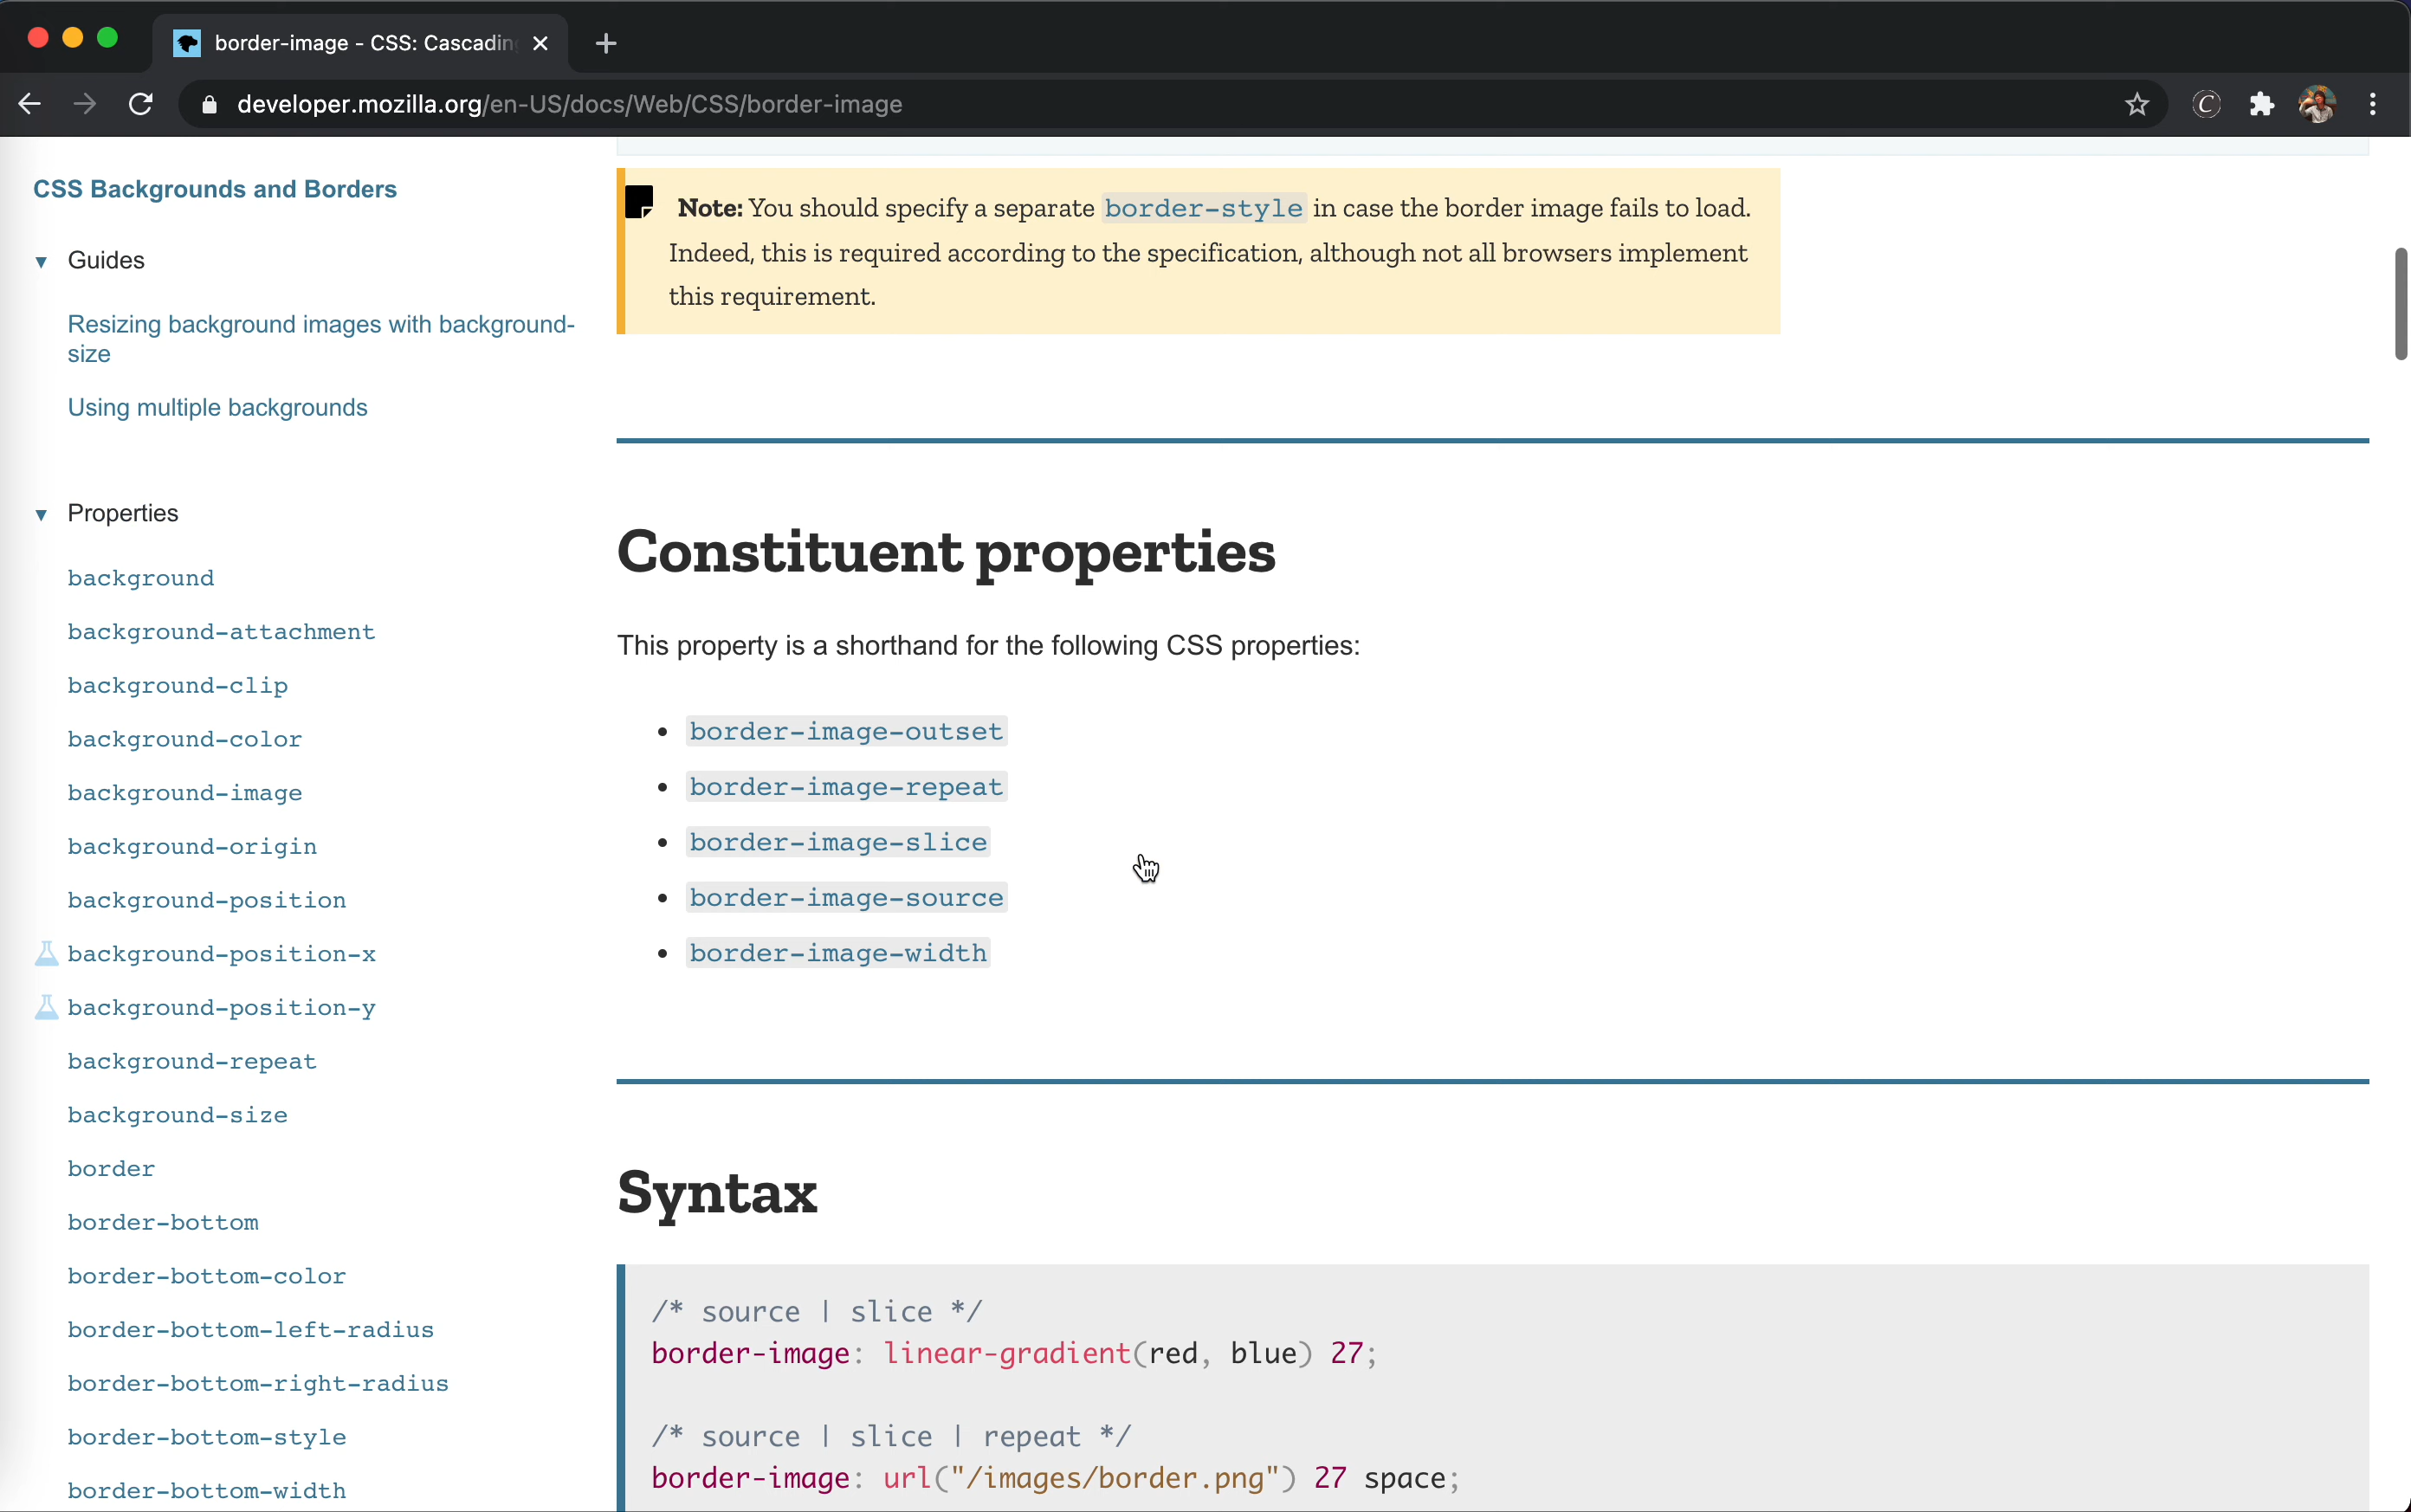 border-image - CSS: Cascading
developer.mozilla.org/en-US/docs/Web/CSS/border-image
CSS Backgrounds and Borders
Guides
Resizing background images with background-
size
Using multiple backgrounds
Properties
background
background-attachment
background-clip
background-color
background-image
background-origin
background-position
background-position-x
background-position-y
background-repeat
background-size
border
border-bottom
border-bottom-color
border-bottom-left-radius
border-bottom-right-radius
border-bottom-style
border-bottom-width
Note: You should specify a separate border-style in case the border image fails to load.
Indeed, this is required according to the specification, although not all browsers implement
this requirement.
Constituent properties
This property is a shorthand for the following CSS properties:
border-image-outset
border-image-repeat
border-image-slice
border-image-source
border-image-width
Syntax
/* source | slice */
border-image: linear-gradient(red, blue) 27;
/* source | slice | repeat */
border-image: url("/images/border.png") 27 space;